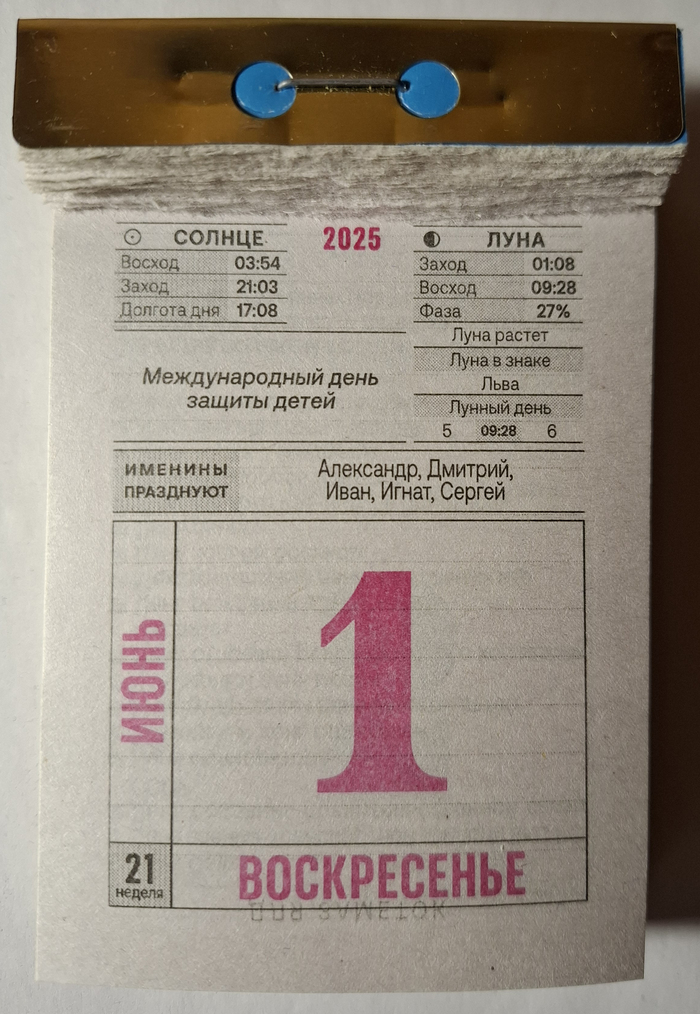 СОЛНЦЕ
Восход 03:54
Заход 21:03
Долгота дня 17:08
2025
ЛУНА
Заход 01:08
Восход 09:28
Фаза 27%
Луна растет
Луна в знаке
Льва
Лунный день
5 09:28 6
Международный день
защиты детей
ИМЕНИНЫ
ПРАЗДНУЮТ
Александр, Дмитрий,
Иван, Игнат, Сергей
ИЮНЬ
1
21
неделя
ВОСКРЕСЕНЬЕ
ДЛЯ ЗАМЕТОК